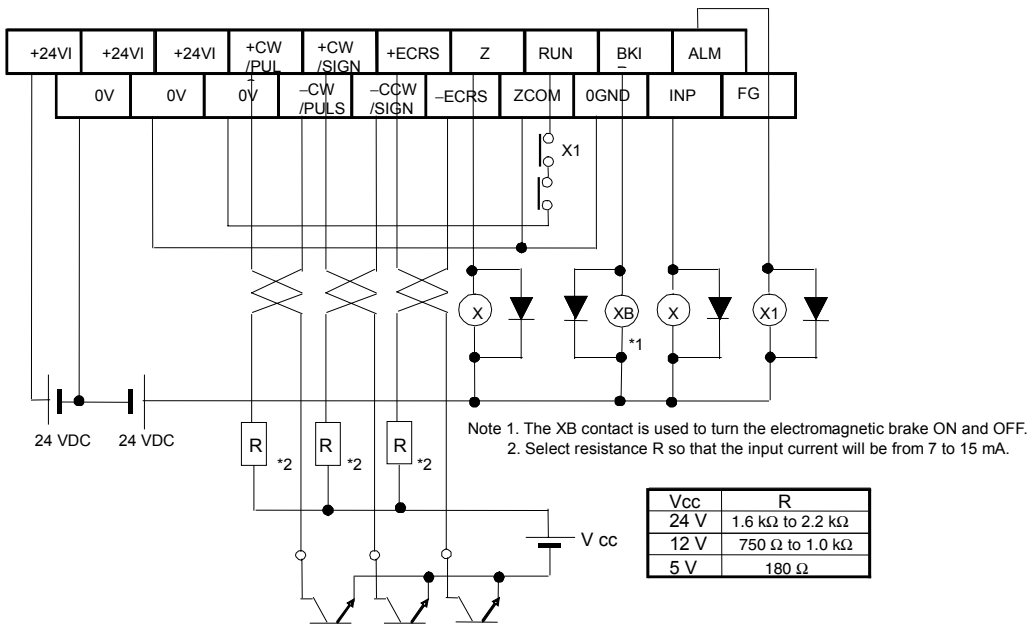 +24VI +24VI +24VI +CW /PUL +CW /SIGN +ECRS Z RUN BKI ALM
0V 0V 0V –CW /PULS –CCW /SIGN –ECRS ZCOM 0GND INP FG
X1
X XB X X1
*1
24 VDC 24 VDC
R *2 R *2 R *2
Note 1. The XB contact is used to turn the electromagnetic brake ON and OFF.
2. Select resistance R so that the input current will be from 7 to 15 mA.
V cc
Vcc R
24 V 1.6 kΩ to 2.2 kΩ
12 V 750 Ω to 1.0 kΩ
5 V 180 Ω